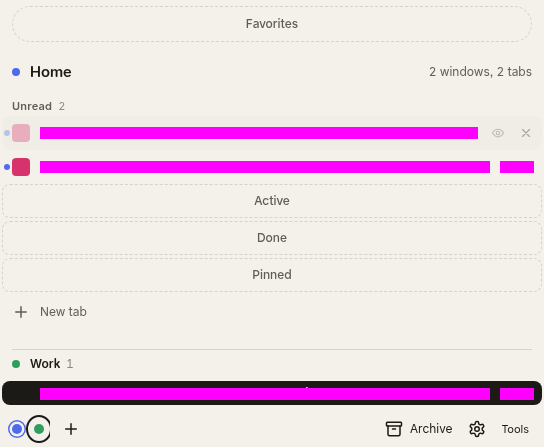 Favorites
Home 2 windows, 2 tabs
Unread 2
Active
Done
Pinned
New tab
Work 1
Archive Tools